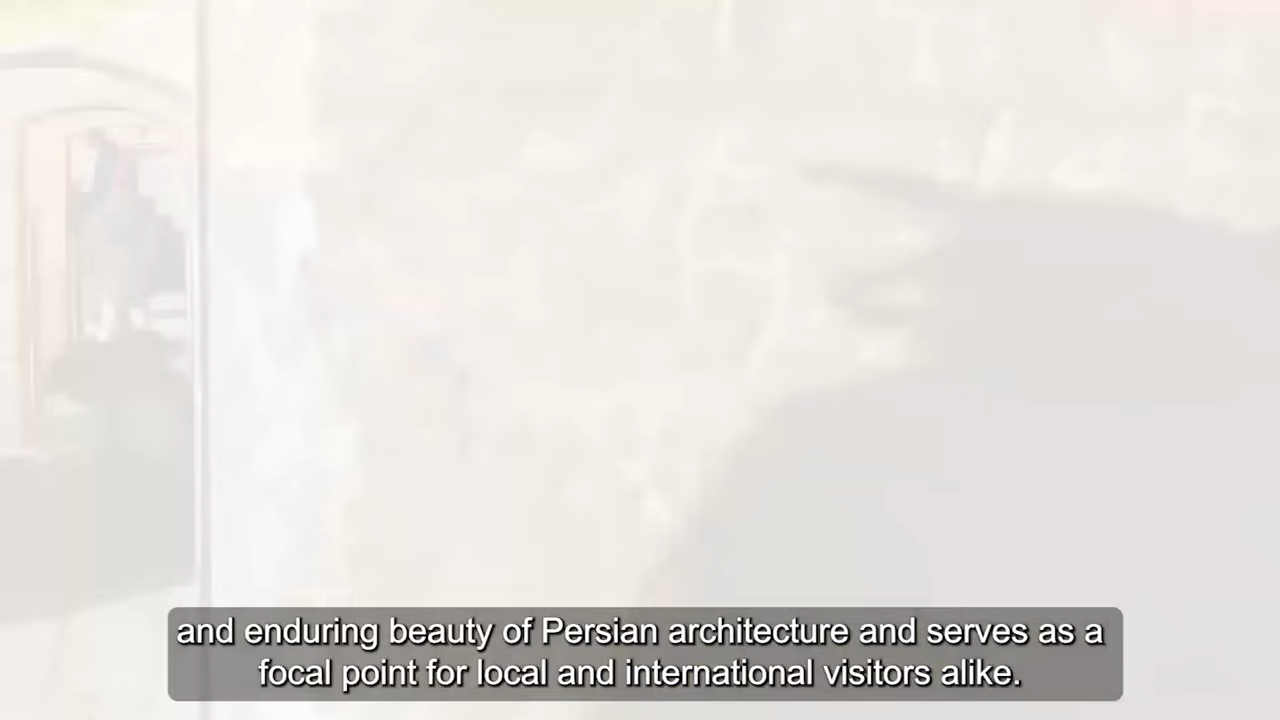 and enduring beauty of Persian architecture and serves as a
focal point for local and international visitors alike.